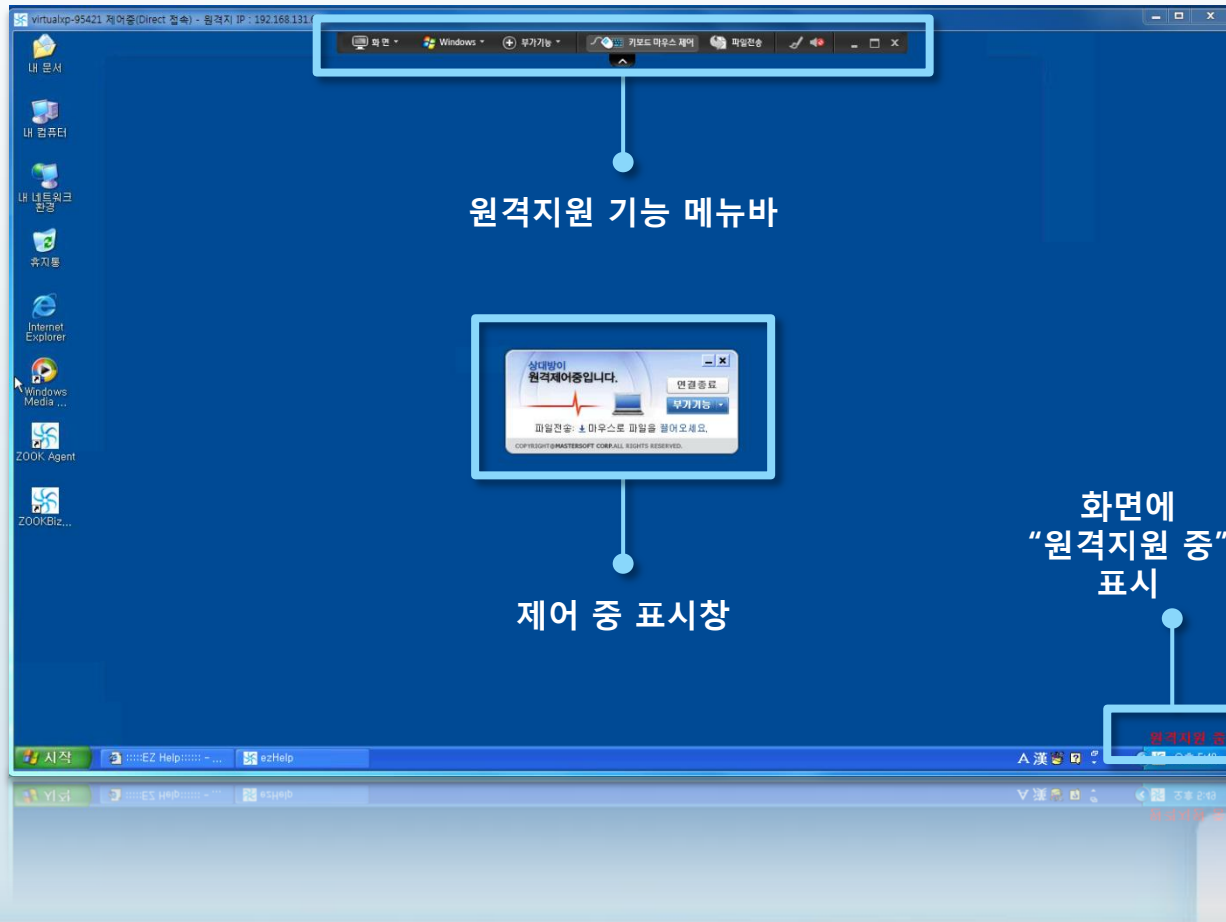 virtualxp-95421 제어중(Direct 접속) - 원격지 IP : 192.168.131.
화면 Windows 부가기능 키보드 마우스 제어 파일전송
내 문서
내 컴퓨터
내 네트워크
환경
휴지통
Internet
Explorer
Windows
Media ...
ZOOK Agent
ZOOKBiz...
원격지원 기능 메뉴바
상대방이
원격제어중입니다.
연결종료
부가기능
파일전송: 마우스로 파일을 끌어오세요.
COPYRIGHT@MASTERSOFT CORP.ALL RIGHTS RESERVED.
제어 중 표시창
화면에
“원격지원 중”
표시
원격지원 중
시작 :::::EZ Help:::::: - ... ezHelp A 漢